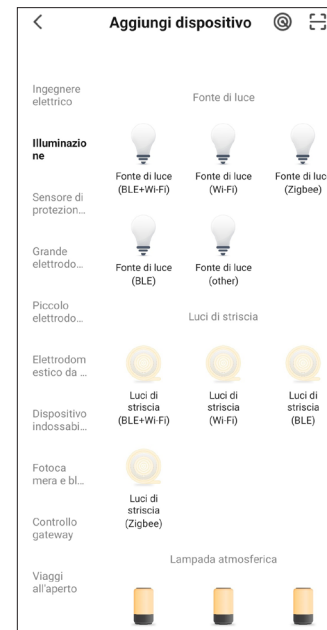 Aggiungi dispositivo
Ingegnere
elettrico
Illuminazio
ne
Sensore di
protezion...
Grande
elettrodo...
Piccolo
elettrodo...
Elettrodom
estico da ...
Dispositivo
indossabi...
Fotoca
mera e bl...
Controllo
gateway
Viaggi
all'aperto
Fonte di luce
Fonte di luce
(BLE+Wi-Fi)
Fonte di luce
(Wi-Fi)
Fonte di luc
(Zigbee)
Fonte di luce
(BLE)
Fonte di luce
(other)
Luci di striscia
Luci di
striscia
(BLE+Wi-Fi)
Luci di
striscia
(Wi-Fi)
Luci di
striscia
(BLE)
Luci di
striscia
(Zigbee)
Lampada atmosferica